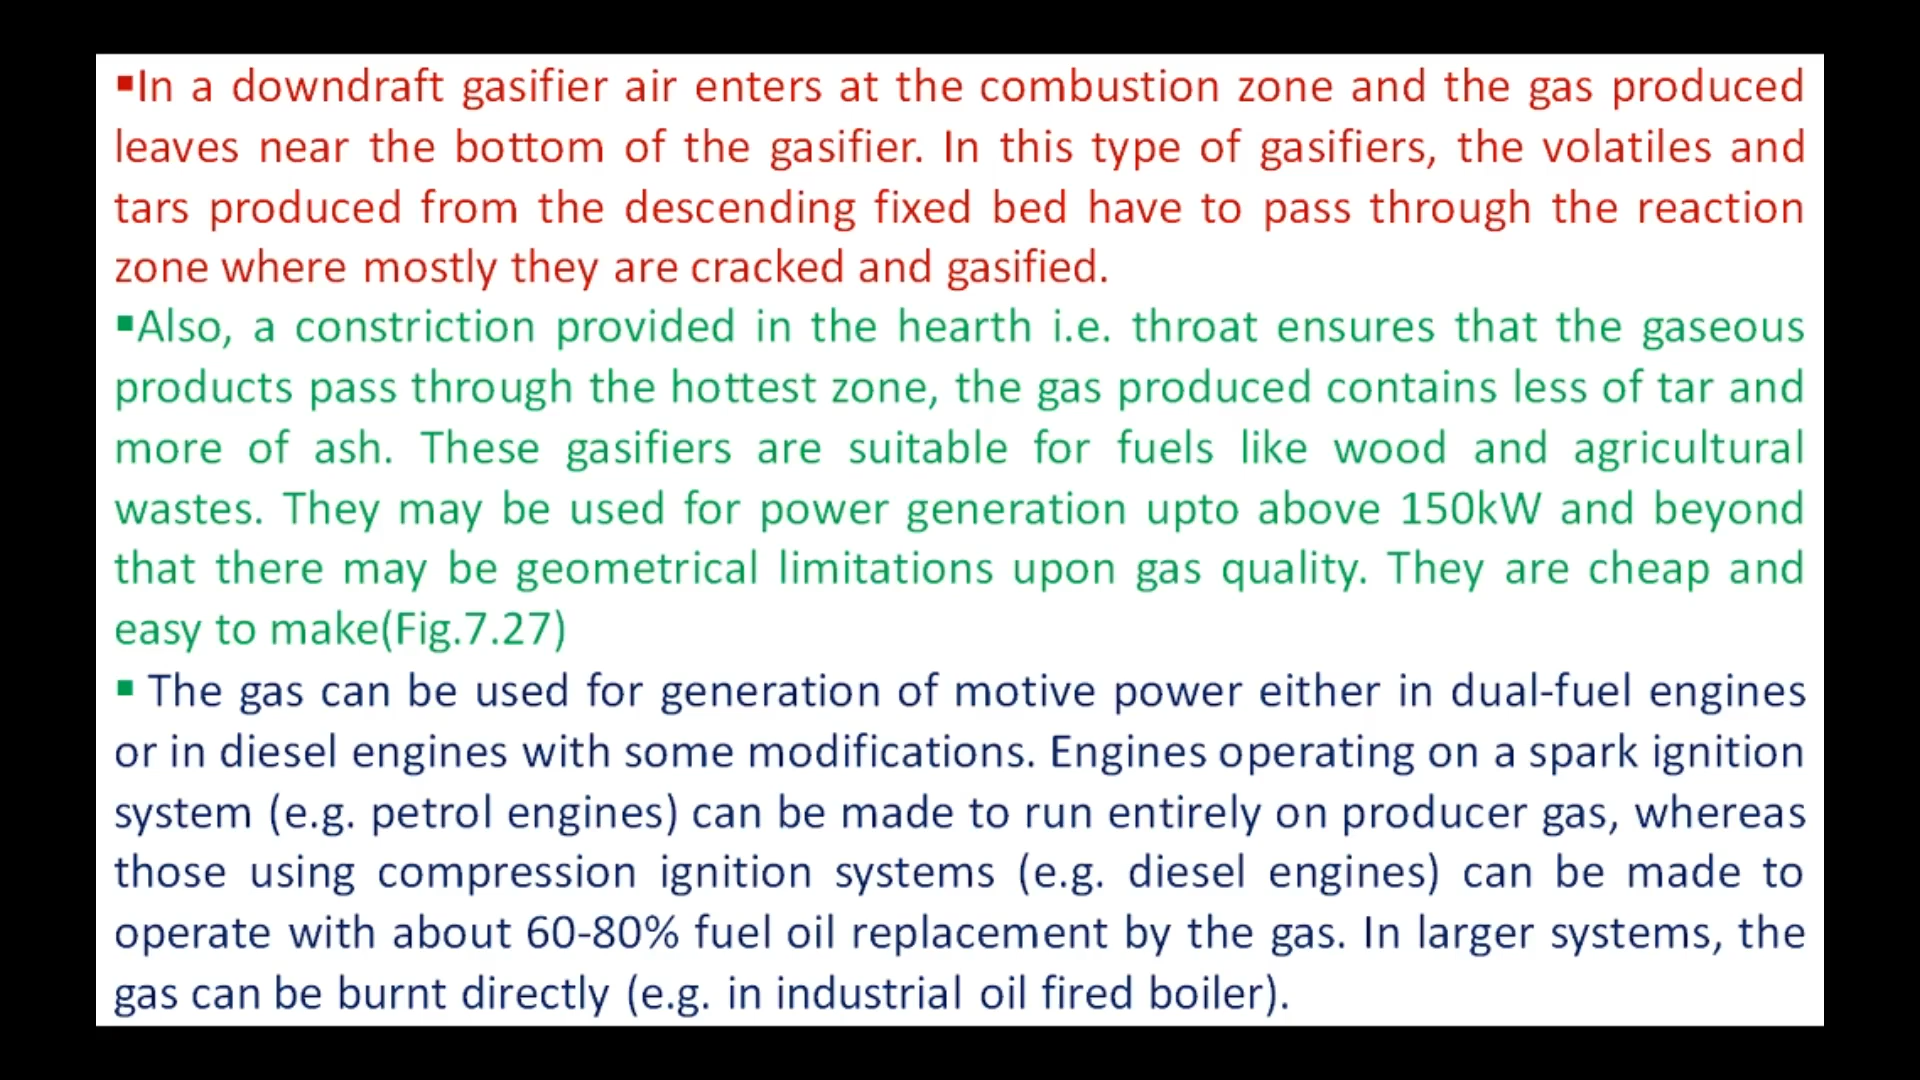 ▪In a downdraft gasifier air enters at the combustion zone and the gas produced
leaves near the bottom of the gasifier. In this type of gasifiers, the volatiles and
tars produced from the descending fixed bed have to pass through the reaction
zone where mostly they are cracked and gasified.
▪Also, a constriction provided in the hearth i.e. throat ensures that the gaseous
products pass through the hottest zone, the gas produced contains less of tar and
more of ash. These gasifiers are suitable for fuels like wood and agricultural
wastes. They may be used for power generation upto above 150kW and beyond
that there may be geometrical limitations upon gas quality. They are cheap and
easy to make(Fig.7.27)
▪ The gas can be used for generation of motive power either in dual-fuel engines
or in diesel engines with some modifications. Engines operating on a spark ignition
system (e.g. petrol engines) can be made to run entirely on producer gas, whereas
those using compression ignition systems (e.g. diesel engines) can be made to
operate with about 60-80% fuel oil replacement by the gas. In larger systems, the
gas can be burnt directly (e.g. in industrial oil fired boiler).